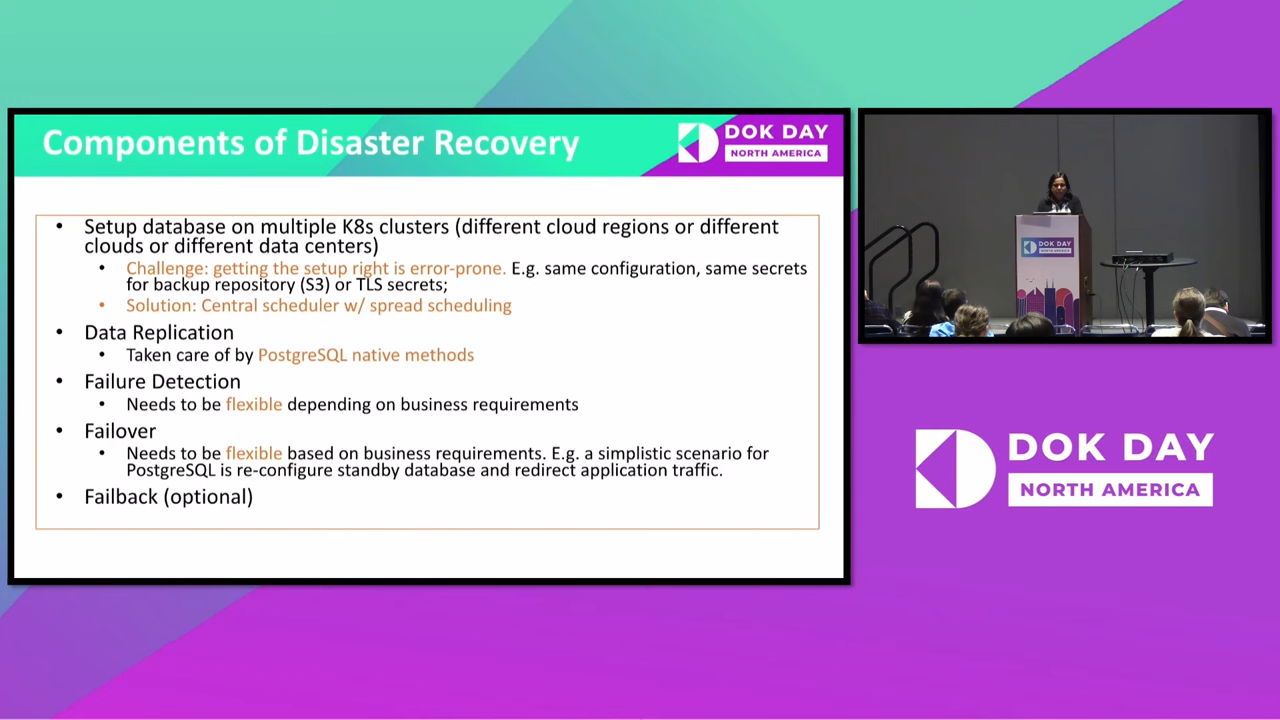 Components of Disaster Recovery
DOK DAY
NORTH AMERICA
• Setup database on multiple K8s clusters (different cloud regions or different
clouds or different data centers)
• Challenge: getting the setup right is error-prone. E.g. same configuration, same secrets
for backup repository (S3) or TLS secrets;
• Solution: Central scheduler w/ spread scheduling
• Data Replication
• Taken care of by PostgreSQL native methods
• Failure Detection
• Needs to be flexible depending on business requirements
• Failover
• Needs to be flexible based on business requirements. E.g. a simplistic scenario for
PostgreSQL is re-configure standby database and redirect application traffic.
• Failback (optional)
DOK DAY
NORTH AMERICA
DOK DAY
NORTH AMERICA